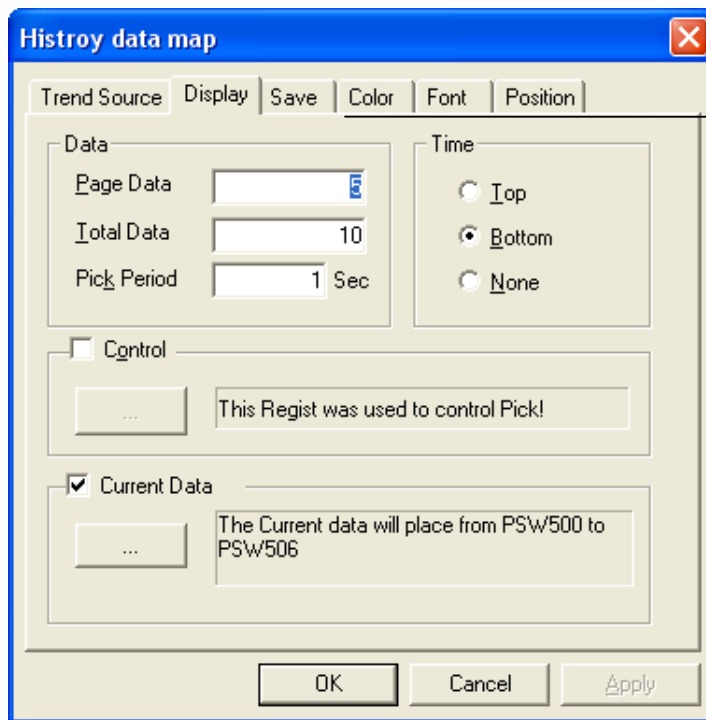 Histroy data map
Trend Source Display Save Color Font Position
Data
Page Data 5
Total Data 10
Pick Period 1 Sec
Time
Top
Bottom
None
Control
... This Regist was used to control Pick!
Current Data
... The Current data will place from PSW500 to
PSW506
OK Cancel Apply